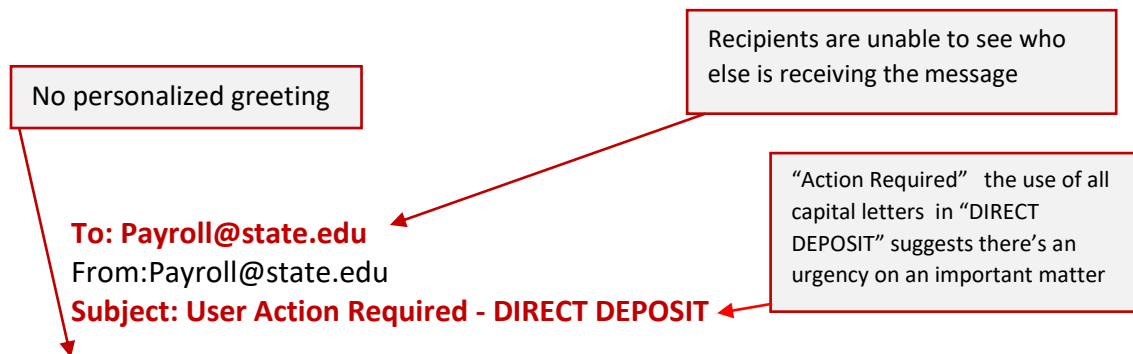 Recipients are unable to see who
else is receiving the message
No personalized greeting
“Action Required”   the use of all
capital letters  in “DIRECT
DEPOSIT” suggests there’s an
urgency on an important matter
To: Payroll@state.edu
From:Payroll@state.edu
Subject: User Action Required - DIRECT DEPOSIT